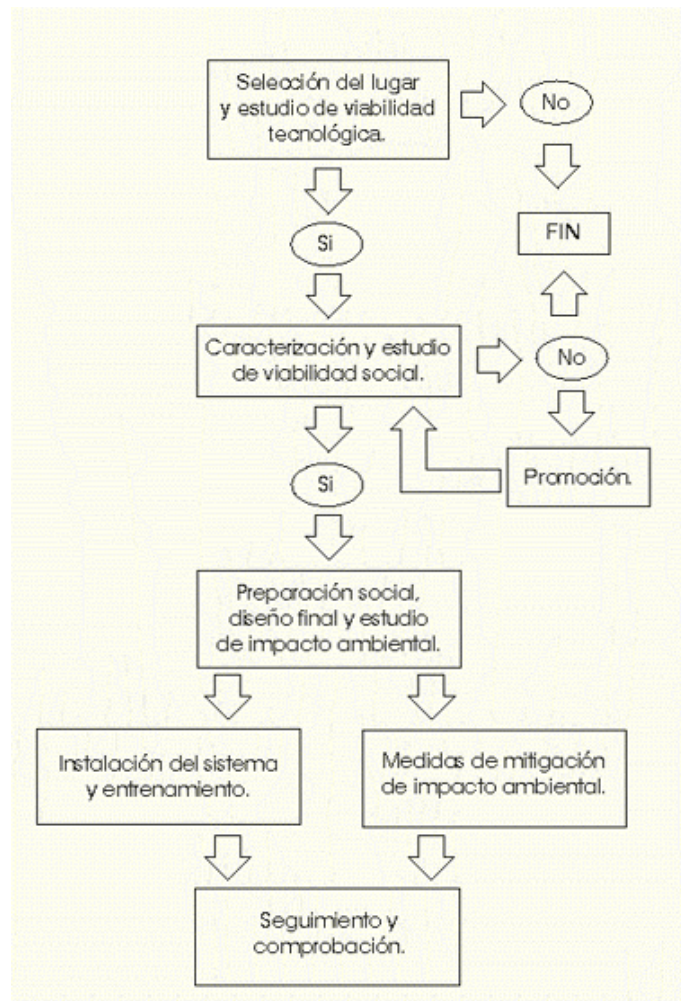 Selección del lugar
y estudio de viabilidad
tecnológica.
No
Si
FIN
Caracterización y estudio
de viabilidad social.
No
Si
Promoción.
Preparación social,
diseño final y estudio
de impacto ambiental.
Instalación del sistema
y entrenamiento.
Medidas de mitigación
de impacto ambiental.
Seguimiento y
comprobación.